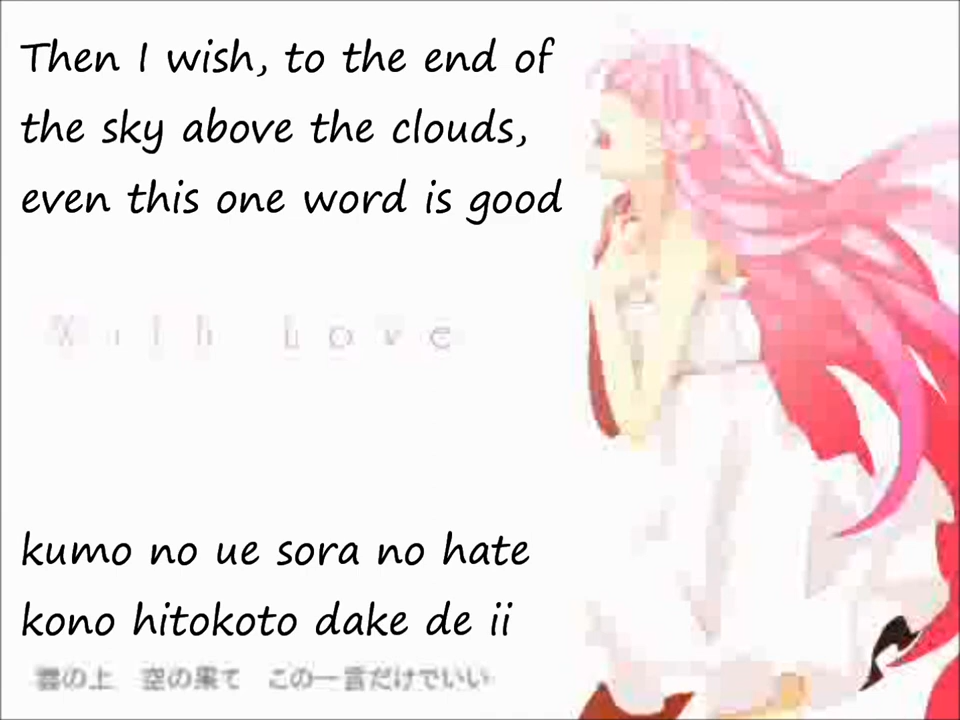 Then I wish, to the end of
the sky above the clouds,
even this one word is good
With Love
kumo no ue sora no hate
kono hitokoto dake de ii
雲の上　空の果て　この一言だけでいい